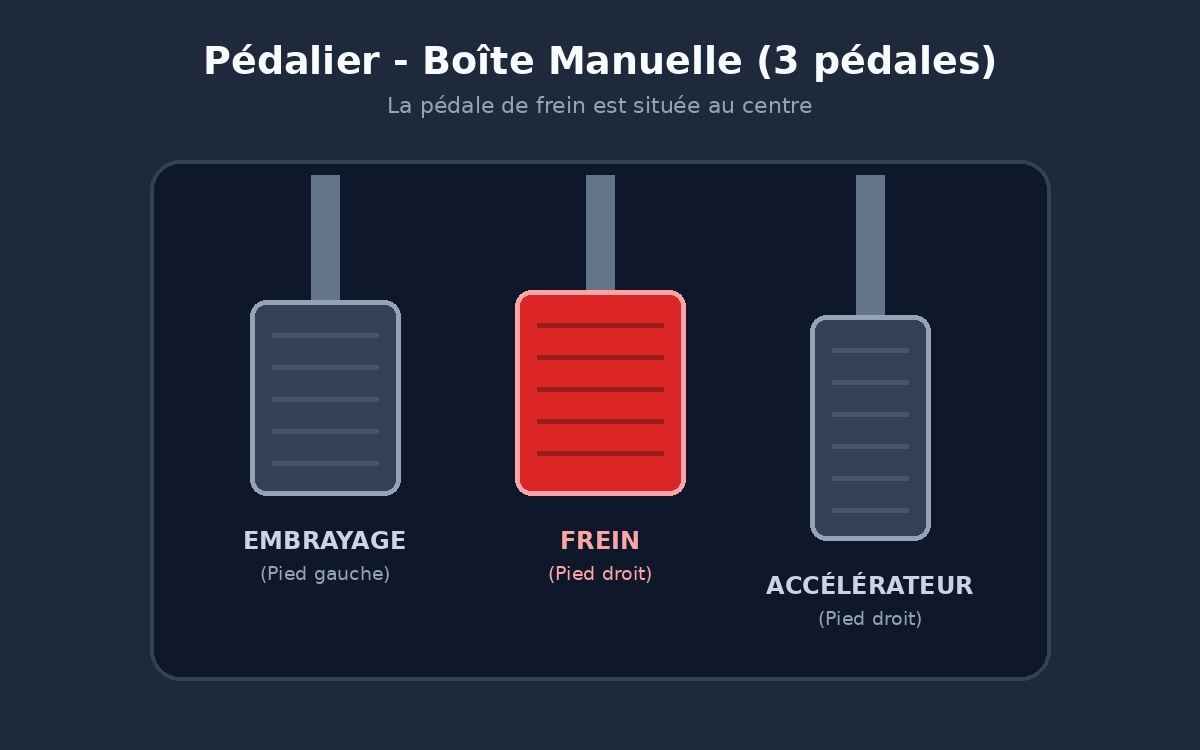 Pédalier - Boîte Manuelle (3 pédales)
La pédale de frein est située au centre
EMBRAYAGE
(Pied gauche)
FREIN
(Pied droit)
ACCÉLÉRATEUR
(Pied droit)